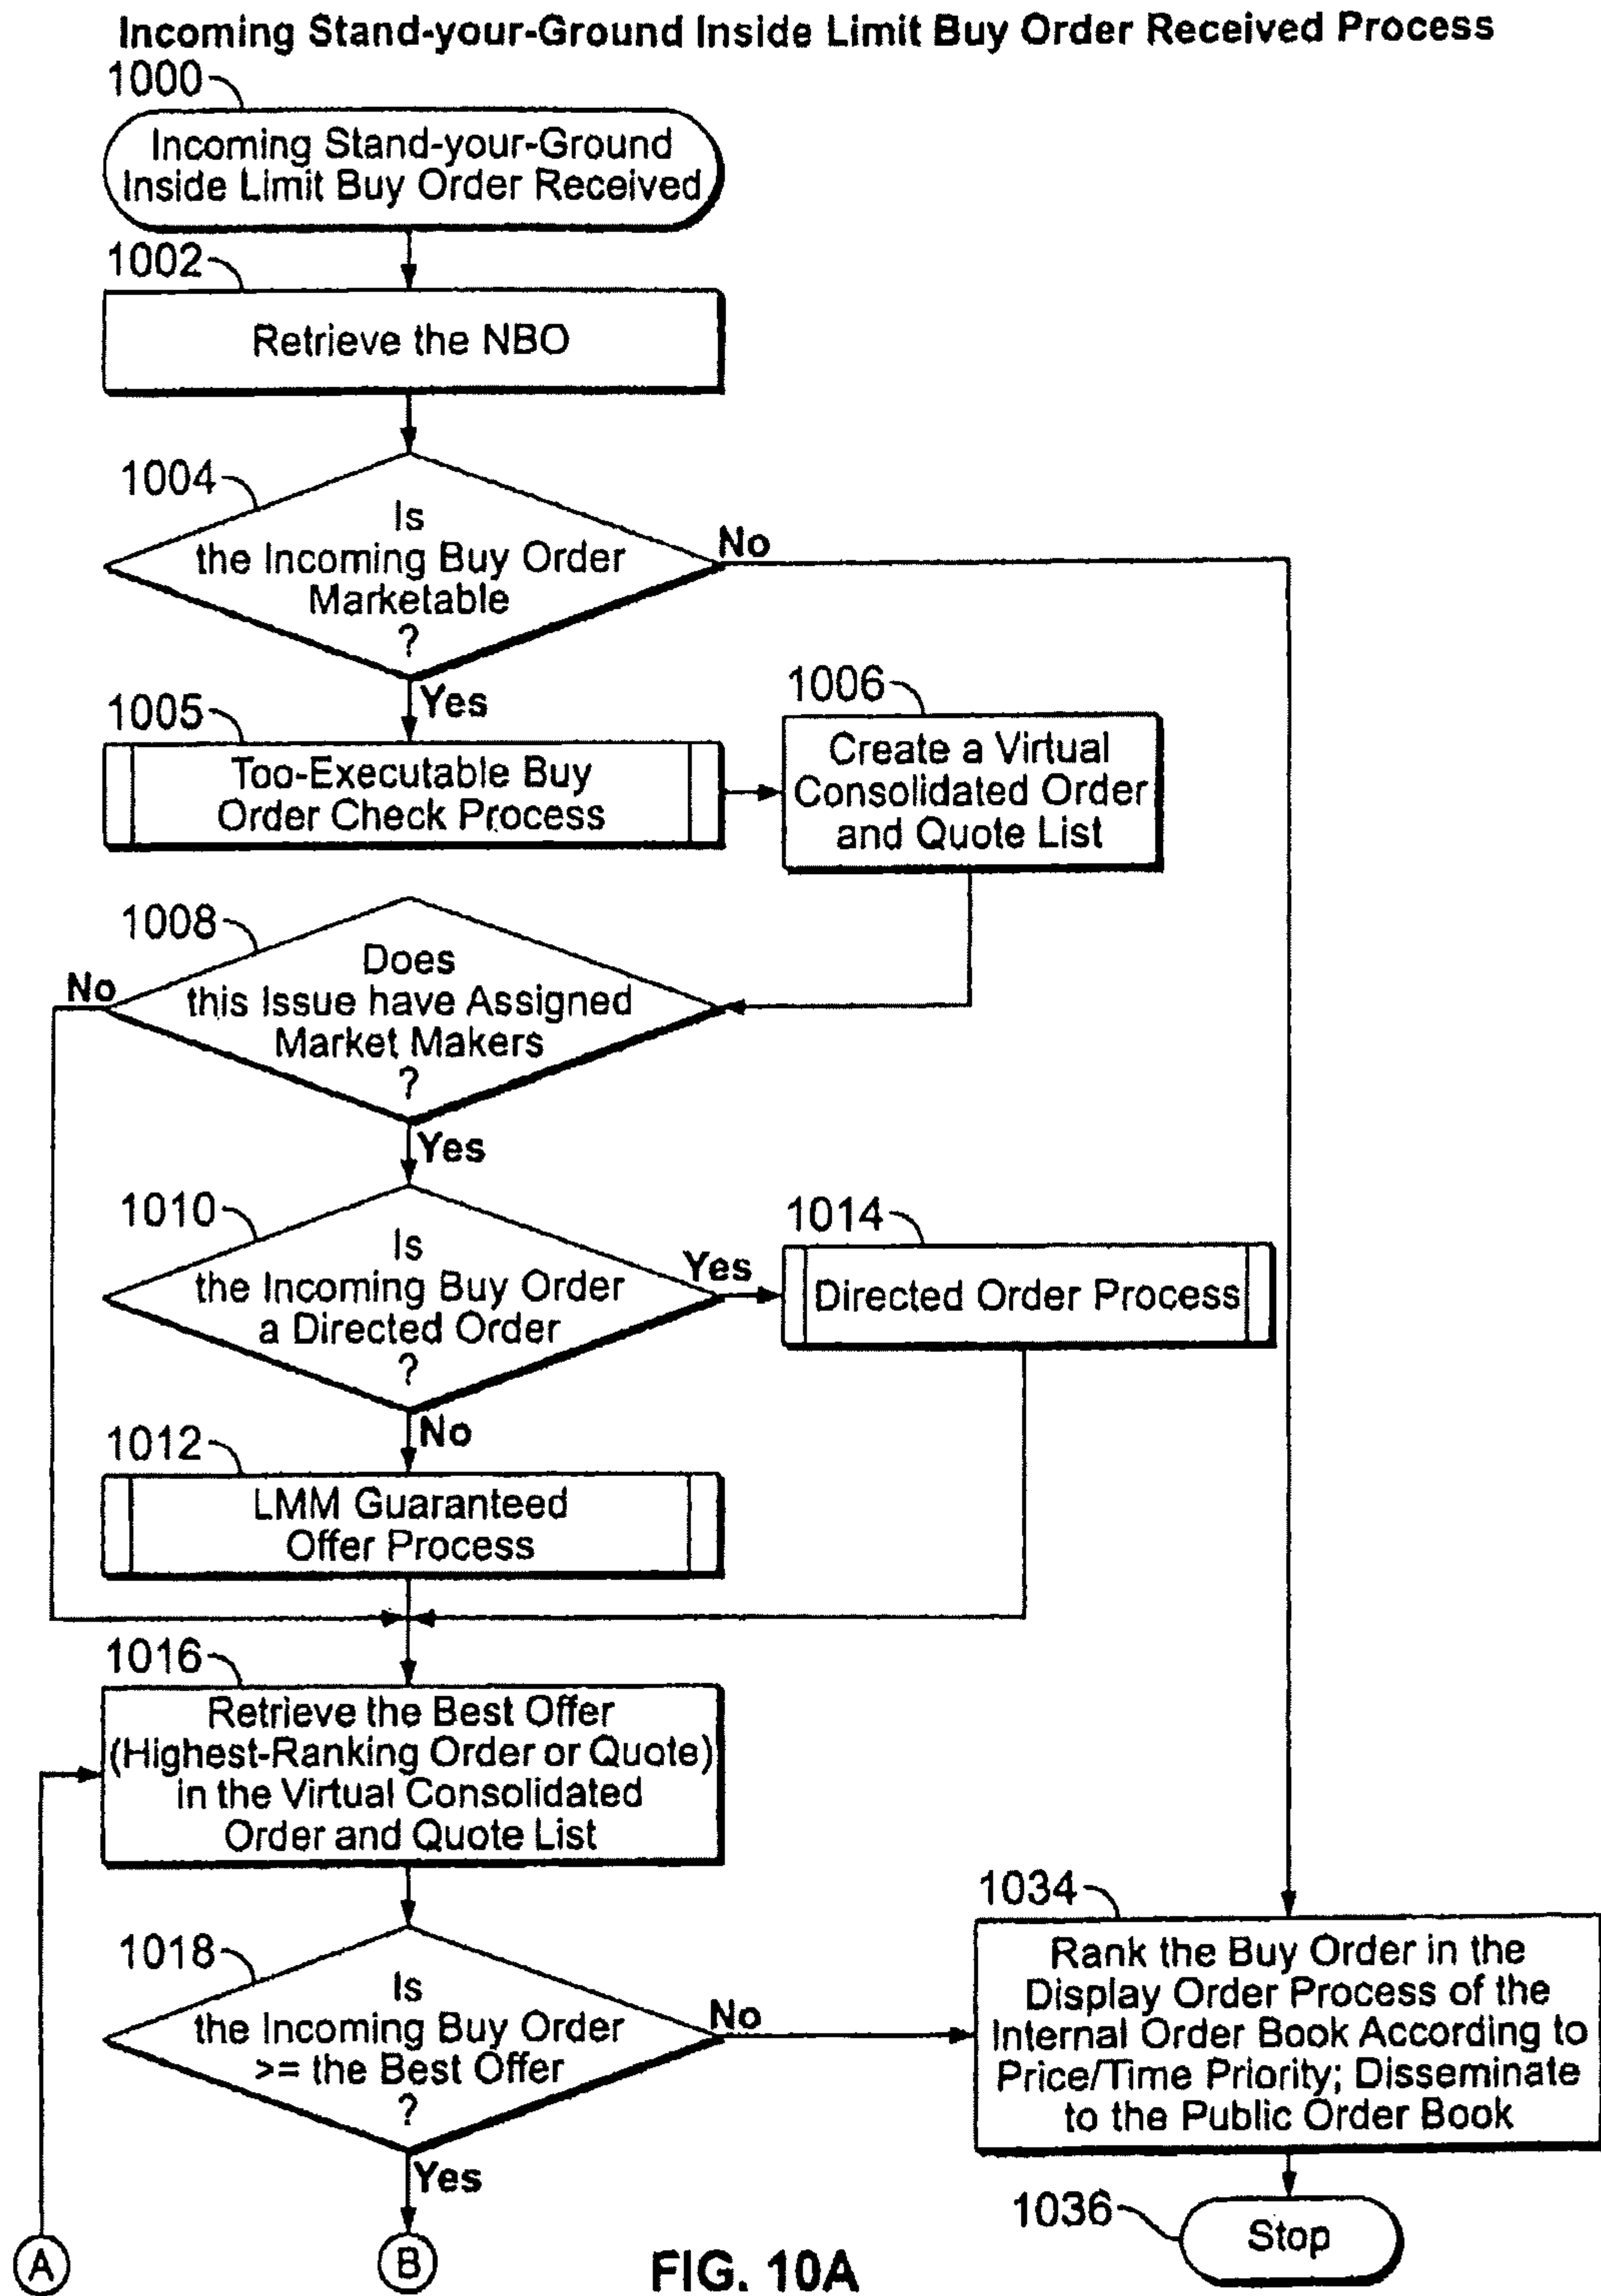 Incoming Stand-your-Ground Inside Limit Buy Order Received Process
1000
Incoming Stand-your-Ground
Inside Limit Buy Order Received
1002
Retrieve the NBO
1004
Is
the Incoming Buy Order
Marketable
?
No
Yes
1005
Too-Executable Buy
Order Check Process
1006
Create a Virtual
Consolidated Order
and Quote List
1008
Does
this Issue have Assigned
Market Makers
?
No
Yes
1010
Is
the Incoming Buy Order
a Directed Order
?
Yes
1014
Directed Order Process
No
1012
LMM Guaranteed
Offer Process
1016
Retrieve the Best Offer
(Highest-Ranking Order or Quote)
in the Virtual Consolidated
Order and Quote List
1018
Is
the Incoming Buy Order
>= the Best Offer
?
No
Yes
1034
Rank the Buy Order in the
Display Order Process of the
Internal Order Book According to
Price/Time Priority; Disseminate
to the Public Order Book
1036
Stop
A
B
FIG. 10A